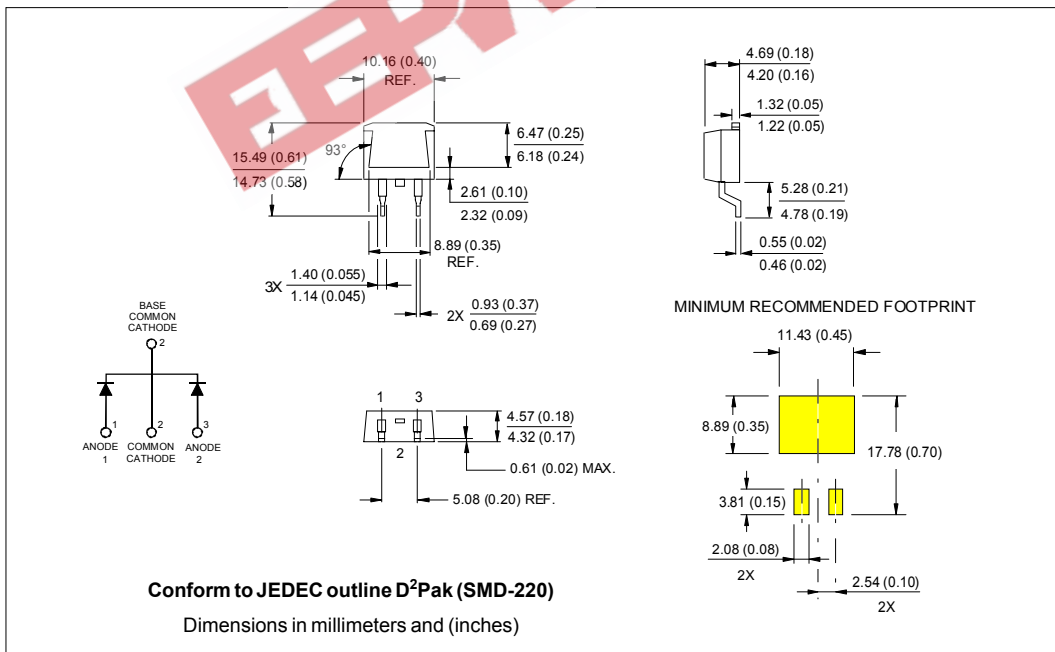 EEPW
10.16 (0.40)
REF.
15.49 (0.61)
14.73 (0.58)
93°
6.47 (0.25)
6.18 (0.24)
2.61 (0.10)
2.32 (0.09)
8.89 (0.35)
REF.
3X 1.40 (0.055)
1.14 (0.045)
2X 0.93 (0.37)
0.69 (0.27)
4.69 (0.18)
4.20 (0.16)
1.32 (0.05)
1.22 (0.05)
5.28 (0.21)
4.78 (0.19)
0.55 (0.02)
0.46 (0.02)
BASE
COMMON
CATHODE
2
1
2
3
ANODE
1
COMMON
CATHODE
ANODE
2
1 3
2
4.57 (0.18)
4.32 (0.17)
0.61 (0.02) MAX.
5.08 (0.20) REF.
MINIMUM RECOMMENDED FOOTPRINT
11.43 (0.45)
8.89 (0.35)
17.78 (0.70)
3.81 (0.15)
2.08 (0.08)
2X
2.54 (0.10)
2X
Conform to JEDEC outline D²Pak (SMD-220)
Dimensions in millimeters and (inches)